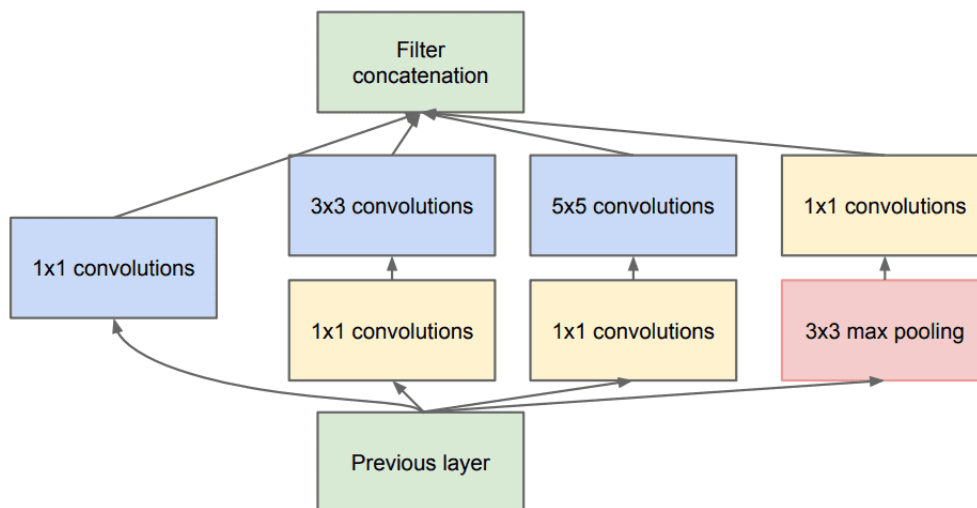 Filter
concatenation
3x3 convolutions
5x5 convolutions
1x1 convolutions
1x1 convolutions
1x1 convolutions
1x1 convolutions
3x3 max pooling
Previous layer